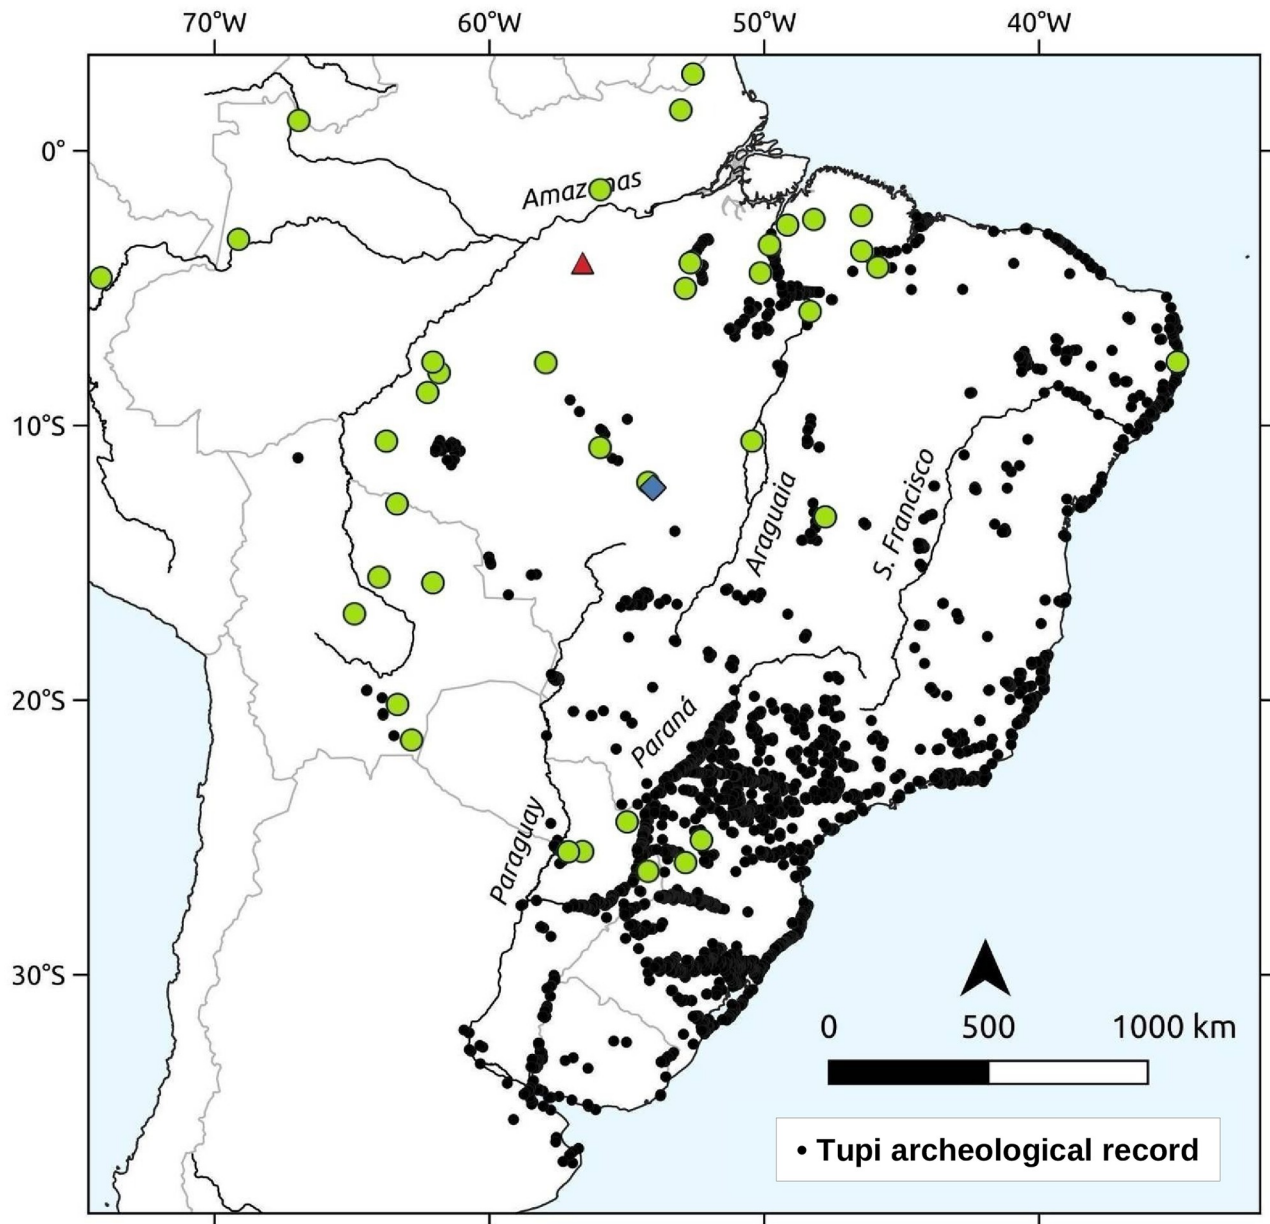 70°W 60°W 50°W 40°W
0°
10°S
20°S
30°S
Amazonas
Araguaia
S. Francisco
Paraná
Paraguay
0 500 1000 km
• Tupi archeological record